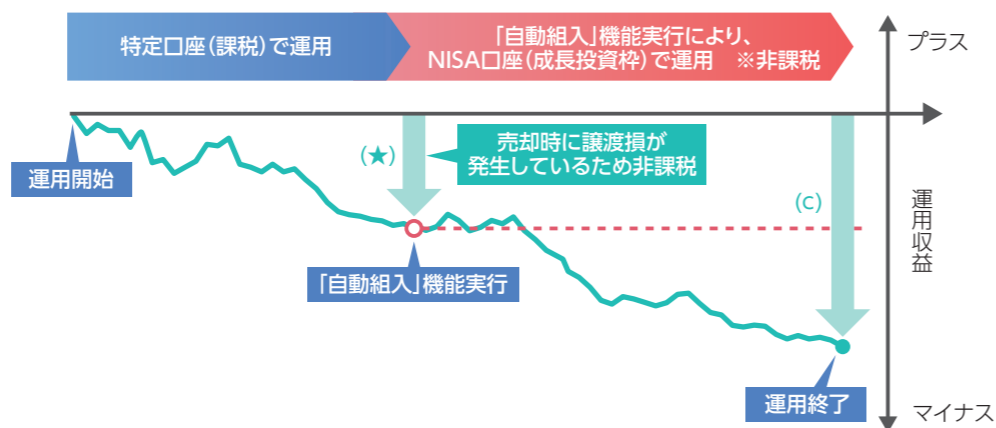 特定口座（課税）で運用
「自動組入」機能実行により、
NISA口座（成長投資枠）で運用　※非課税
プラス
運用開始
（★）
売却時に譲渡損が
発生しているため非課税
（c）
運用収益
「自動組入」機能実行
運用終了
マイナス